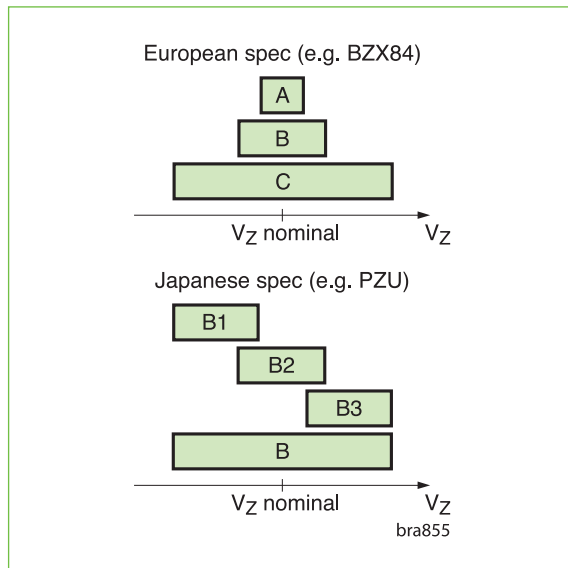 European spec (e.g. BZX84)
A
B
C
VZ nominal VZ
Japanese spec (e.g. PZU)
B1
B2
B3
B
VZ nominal VZ
bra855